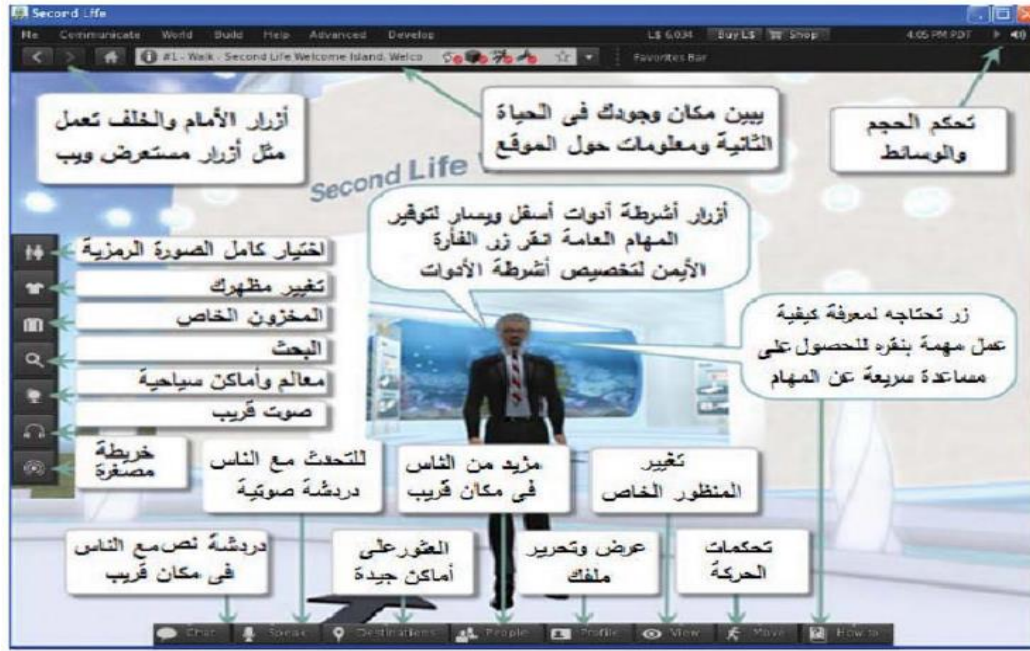 Second Life
Me Communicate World Build Help Advanced Develop L$ 6,034 Buy L$ Shop 4:05 PM PDT
#1 - Walk - Second Life Welcome Island, Welco Favorites Bar
أزرار الأمام والخلف تعمل
مثل أزرار مستعرض ويب
يبين مكان وجودك فى الحياة
الثانية ومعلومات حول الموقع
تحكم الحجم
والوسائط
Second Life
أزرار أشرطة أدوات أسفل ويسار لتوفير
المهام العامة انقر زر الفأرة
الأيمن لتخصيص أشرطة الأدوات
اختيار كامل الصورة الرمزية
تغيير مظهرك
المخزون الخاص
البحث
معالم وأماكن سياحية
صوت قريب
خريطة
مصغرة
زر تحتاجه لمعرفة كيفية
عمل مهمة بنقره للحصول على
مساعدة سريعة عن المهام
للتحدث مع الناس
دردشة صوتية
مزيد من الناس
فى مكان قريب
تغيير
المنظور الخاص
دردشة نص مع الناس
فى مكان قريب
العثور على
أماكن جيدة
عرض وتحرير
ملفك
تحكمات
الحركة
Chat Speak Destinations People Profile View Move How to